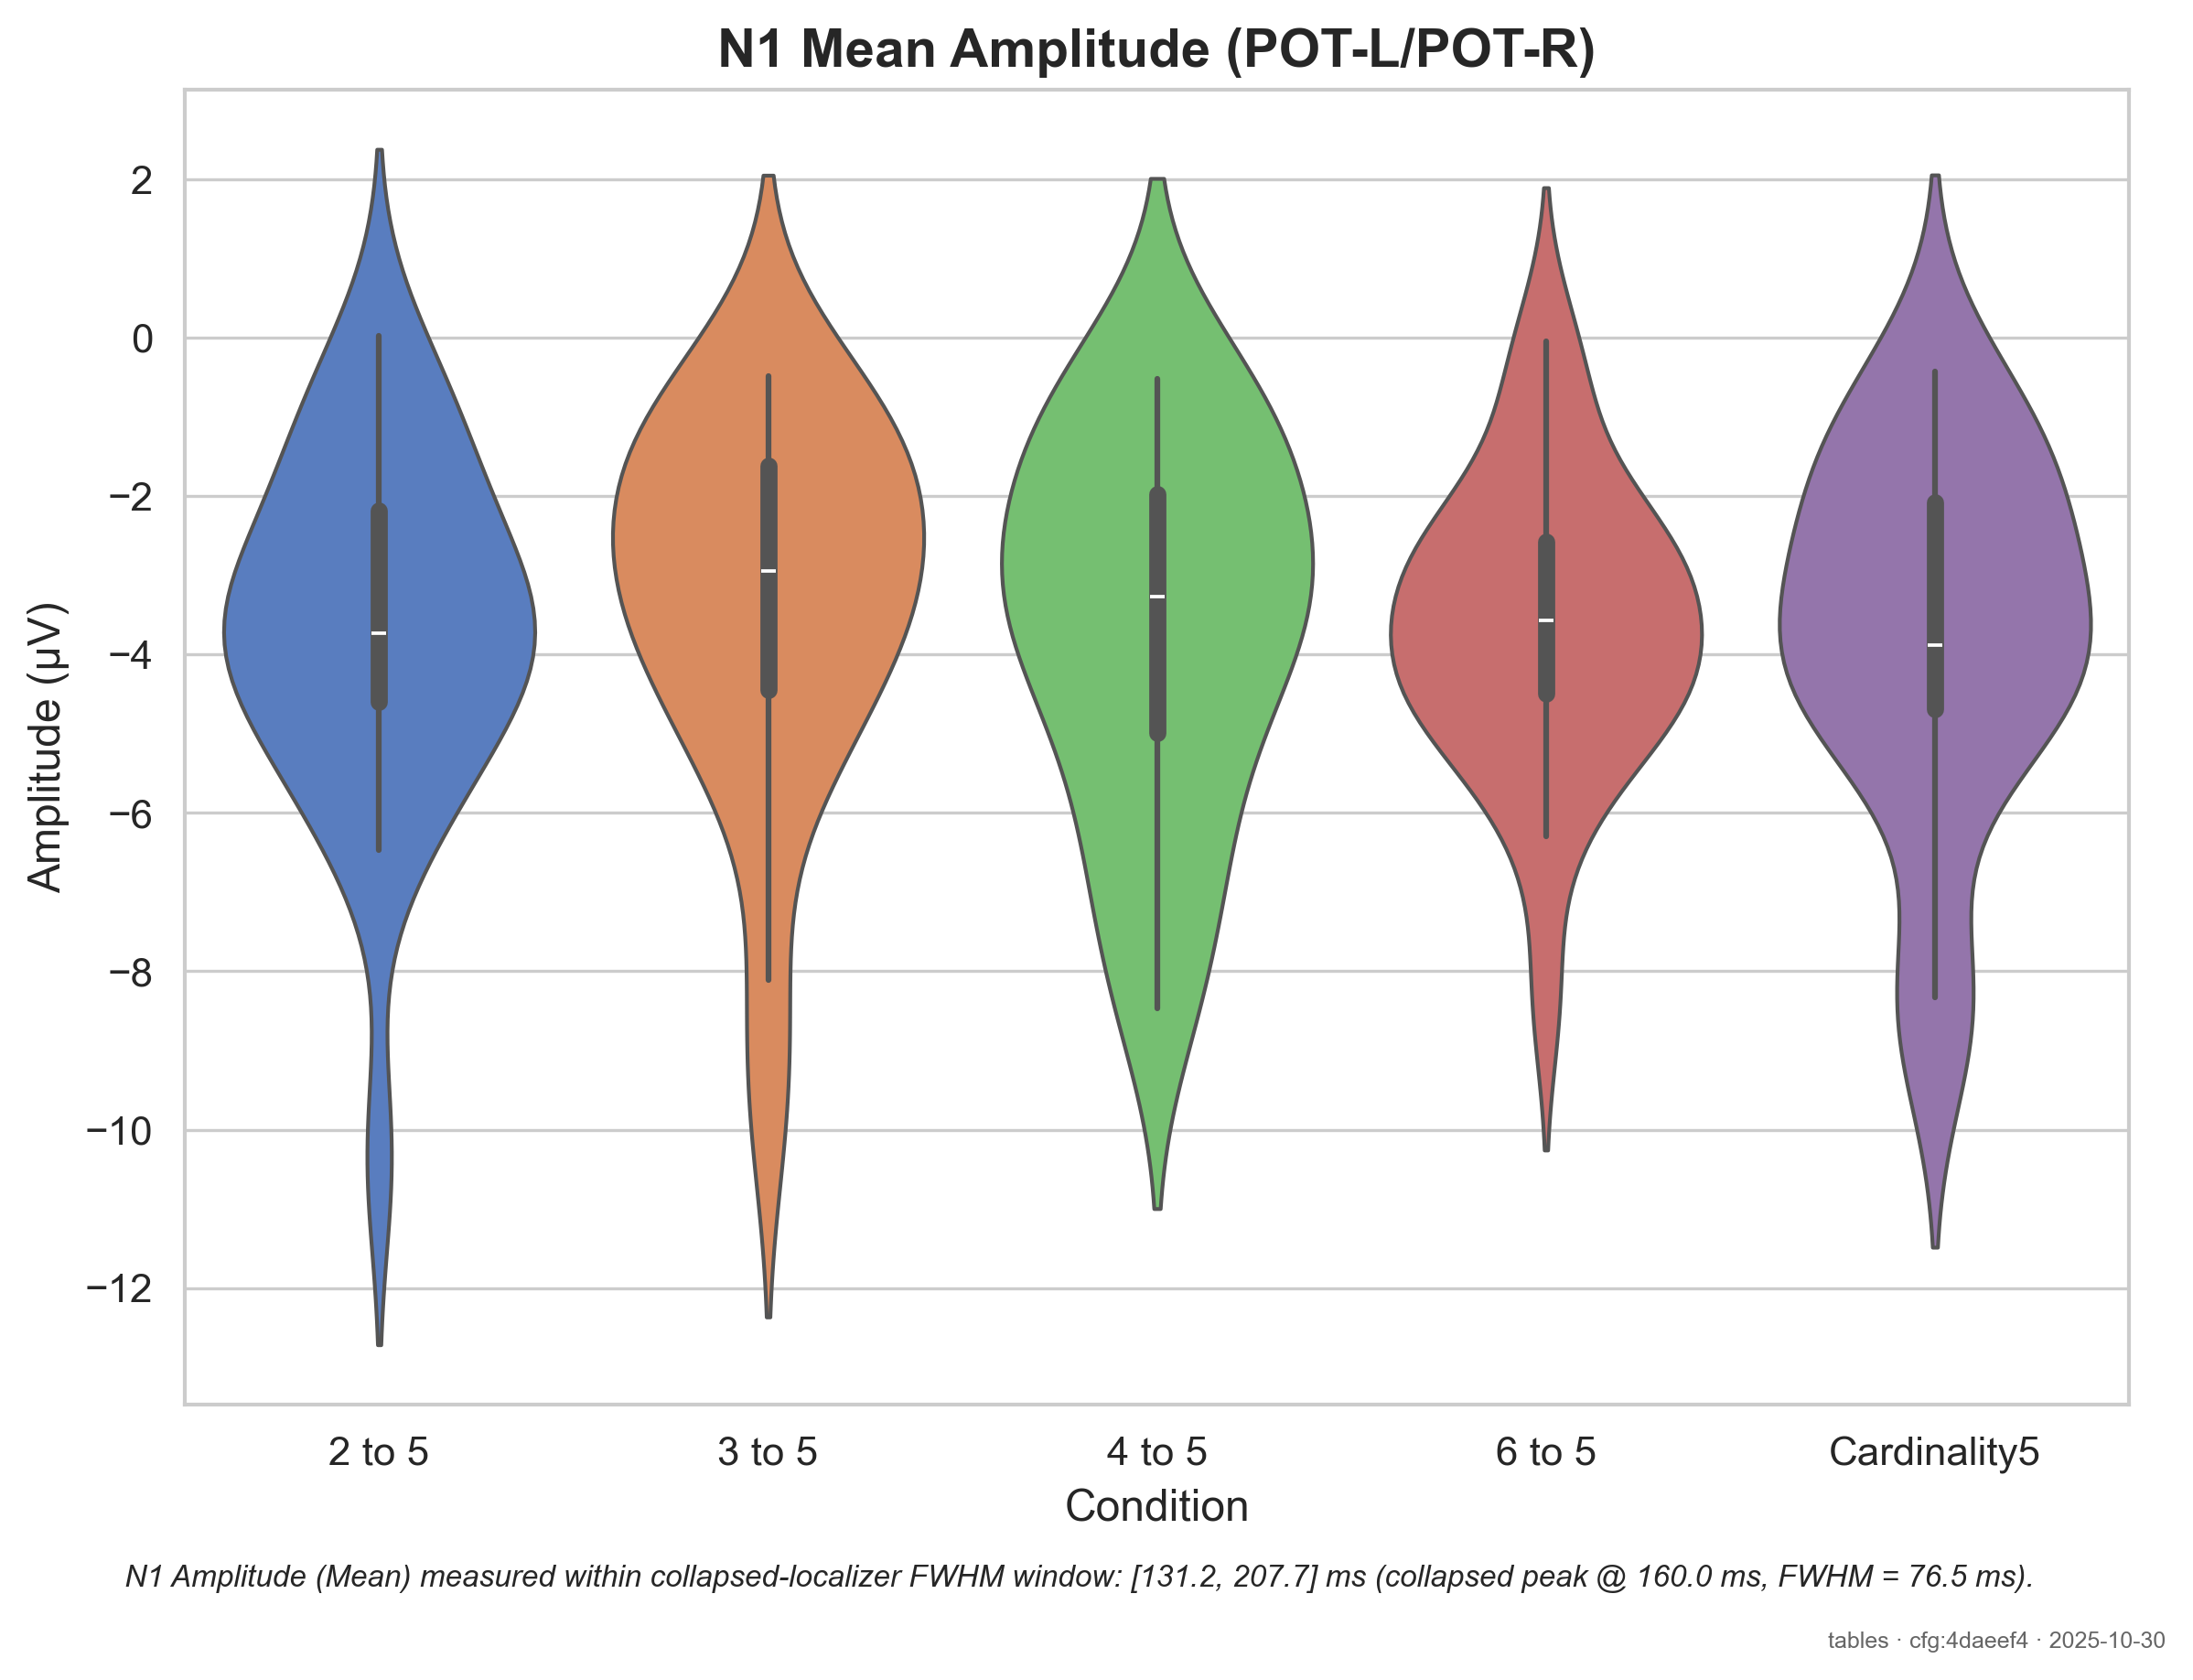 N1 Mean Amplitude (POT-L/POT-R)
Amplitude (µV)
2
0
−2
−4
−6
−8
−10
−12
2 to 5
3 to 5
4 to 5
6 to 5
Cardinality5
Condition
N1 Amplitude (Mean) measured within collapsed-localizer FWHM window: [131.2, 207.7] ms (collapsed peak @ 160.0 ms, FWHM = 76.5 ms).
tables · cfg:4daeef4 · 2025-10-30